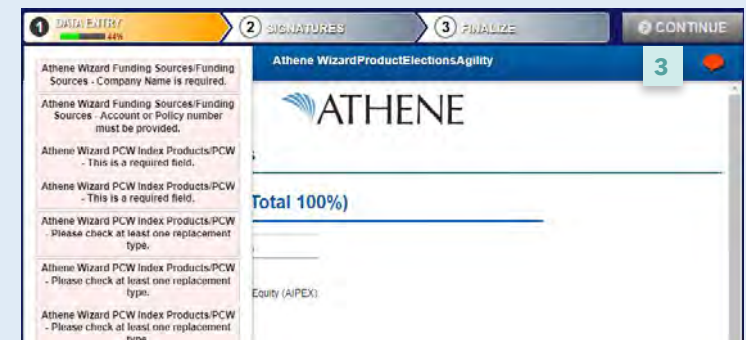 1 DATA ENTRY
44%
2 SIGNATURES
3 FINALIZE
CONTINUE
Athene WizardProductElectionsAgility
3
Athene Wizard Funding Sources/Funding
Sources - Company Name is required.
Athene Wizard Funding Sources/Funding
Sources - Account or Policy number
must be provided.
Athene Wizard PCW Index Products/PCW
- This is a required field.
Athene Wizard PCW Index Products/PCW
- This is a required field.
Athene Wizard PCW Index Products/PCW
- Please check at least one replacement
type.
Athene Wizard PCW Index Products/PCW
- Please check at least one replacement
type.
Athene Wizard PCW Index Products/PCW
- Please check at least one replacement
type.
ATHENE
Total 100%)
Equity (AIPEX)